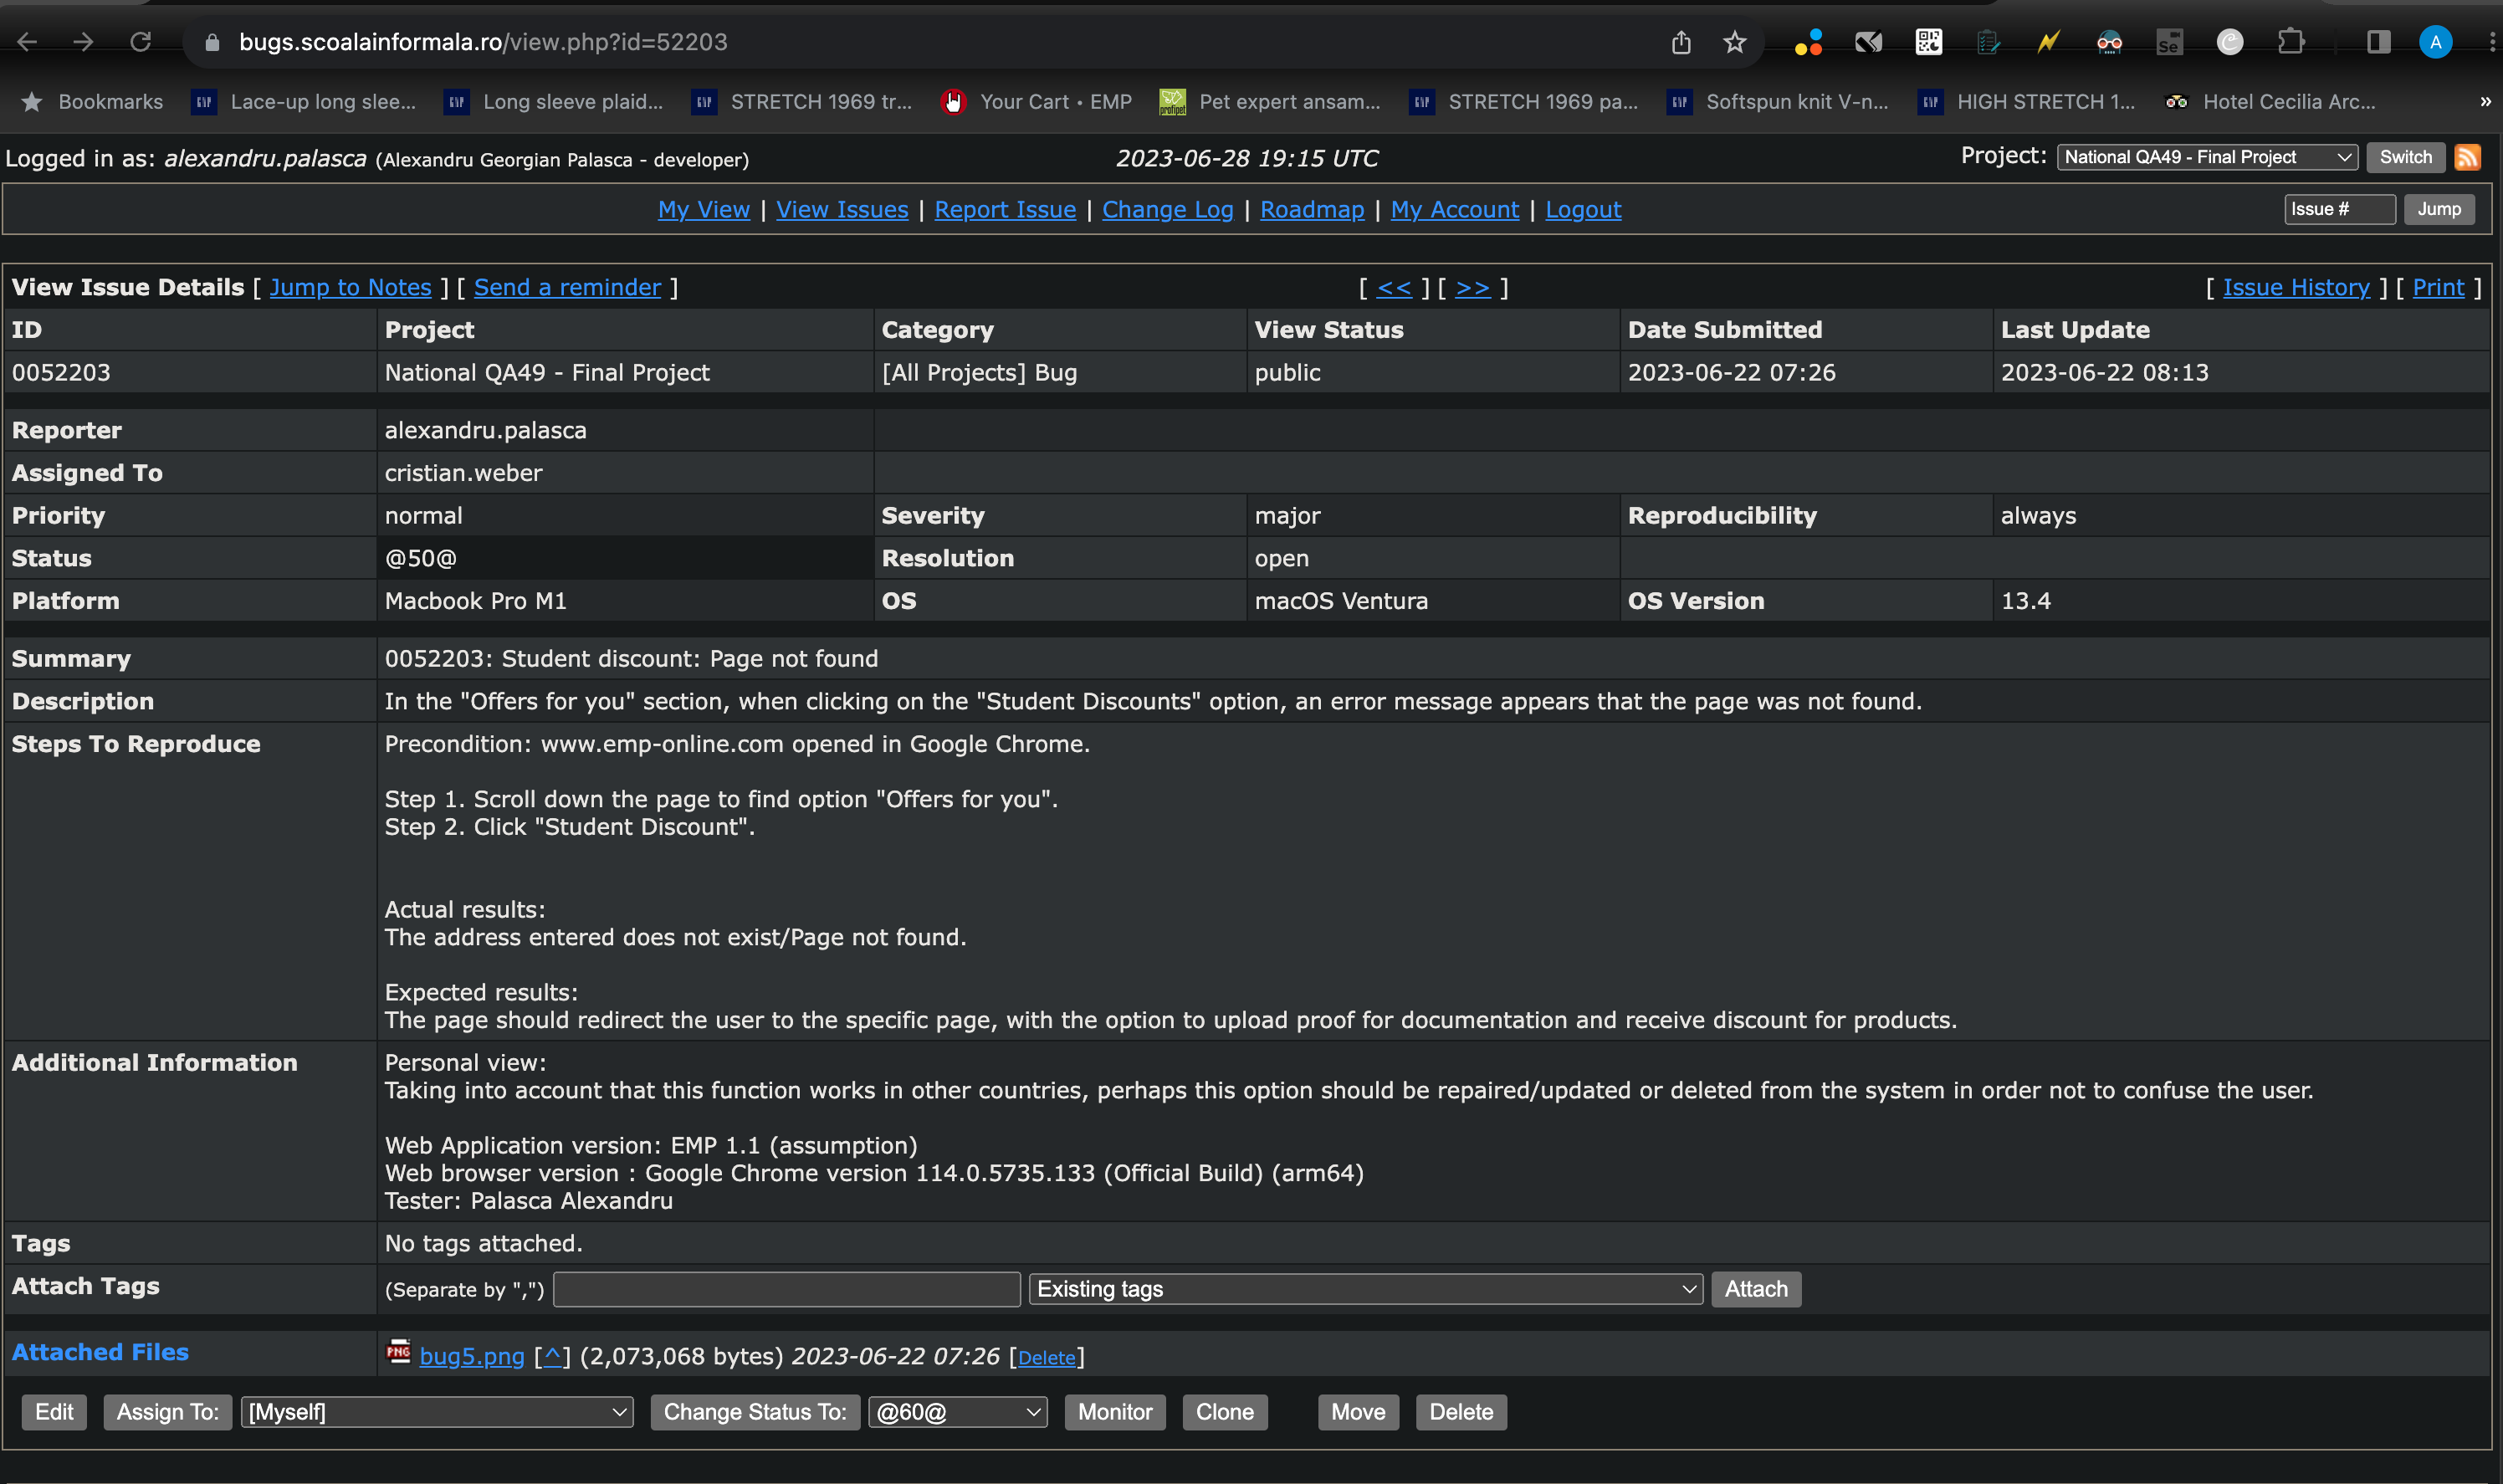 bugs.scoalainformala.ro/view.php?id=52203
A
Bookmarks Lace-up long slee... Long sleeve plaid... STRETCH 1969 tr... Your Cart • EMP Pet expert ansam... STRETCH 1969 pa... Softspun knit V-n... HIGH STRETCH 1... Hotel Cecilia Arc... »
Logged in as: alexandru.palasca (Alexandru Georgian Palasca - developer) 2023-06-28 19:15 UTC Project: National QA49 - Final Project Switch
My View | View Issues | Report Issue | Change Log | Roadmap | My Account | Logout Issue # Jump
View Issue Details [ Jump to Notes ] [ Send a reminder ] [ << ] [ >> ] [ Issue History ] [ Print ]
ID Project Category View Status Date Submitted Last Update
0052203 National QA49 - Final Project [All Projects] Bug public 2023-06-22 07:26 2023-06-22 08:13
Reporter alexandru.palasca
Assigned To cristian.weber
Priority normal Severity major Reproducibility always
Status @50@ Resolution open
Platform Macbook Pro M1 OS macOS Ventura OS Version 13.4
Summary 0052203: Student discount: Page not found
Description In the "Offers for you" section, when clicking on the "Student Discounts" option, an error message appears that the page was not found.
Steps To Reproduce Precondition: www.emp-online.com opened in Google Chrome.
Step 1. Scroll down the page to find option "Offers for you".
Step 2. Click "Student Discount".
Actual results:
The address entered does not exist/Page not found.
Expected results:
The page should redirect the user to the specific page, with the option to upload proof for documentation and receive discount for products.
Additional Information Personal view:
Taking into account that this function works in other countries, perhaps this option should be repaired/updated or deleted from the system in order not to confuse the user.
Web Application version: EMP 1.1 (assumption)
Web browser version : Google Chrome version 114.0.5735.133 (Official Build) (arm64)
Tester: Palasca Alexandru
Tags No tags attached.
Attach Tags (Separate by ",") Existing tags Attach
Attached Files PNG bug5.png [^] (2,073,068 bytes) 2023-06-22 07:26 [Delete]
Edit Assign To: [Myself] Change Status To: @60@ Monitor Clone Move Delete